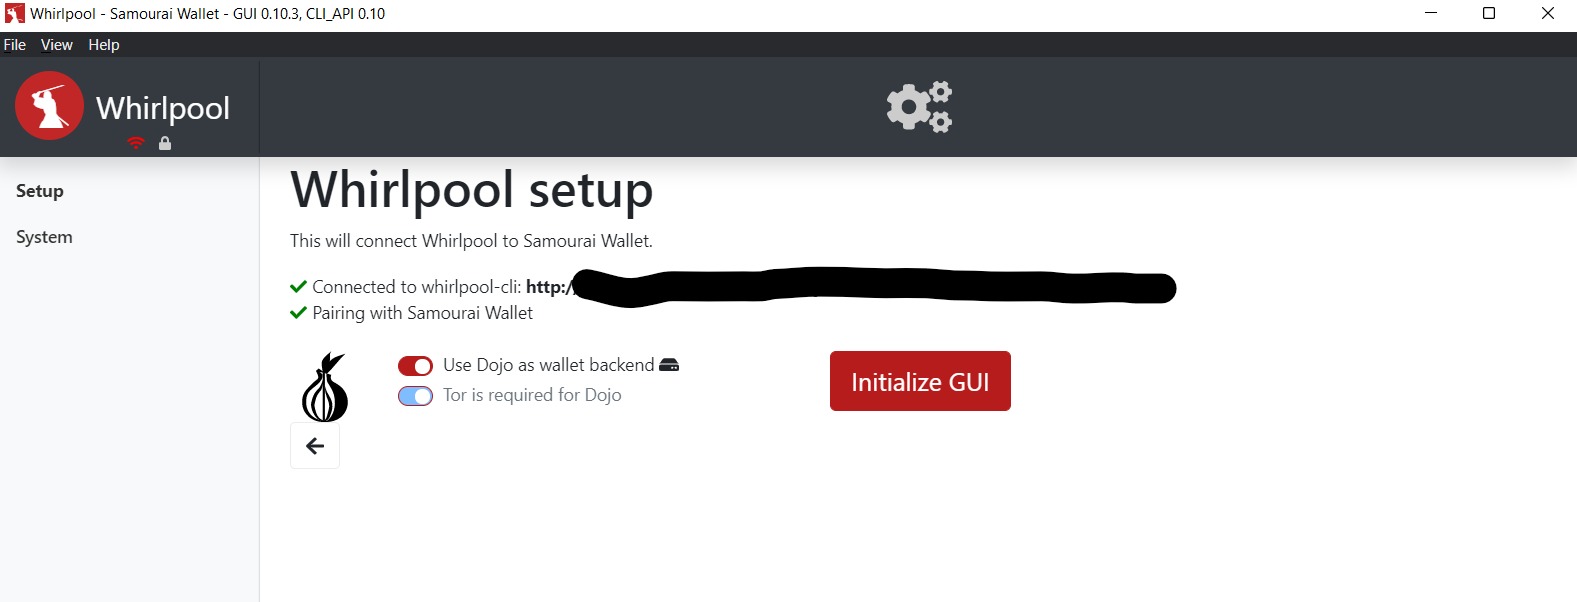 Whirlpool - Samourai Wallet - GUI 0.10.3, CLI_API 0.10
File View Help
Whirlpool
Setup
System
Whirlpool setup
This will connect Whirlpool to Samourai Wallet.
Connected to whirlpool-cli: http:/
Pairing with Samourai Wallet
Use Dojo as wallet backend
Tor is required for Dojo
Initialize GUI